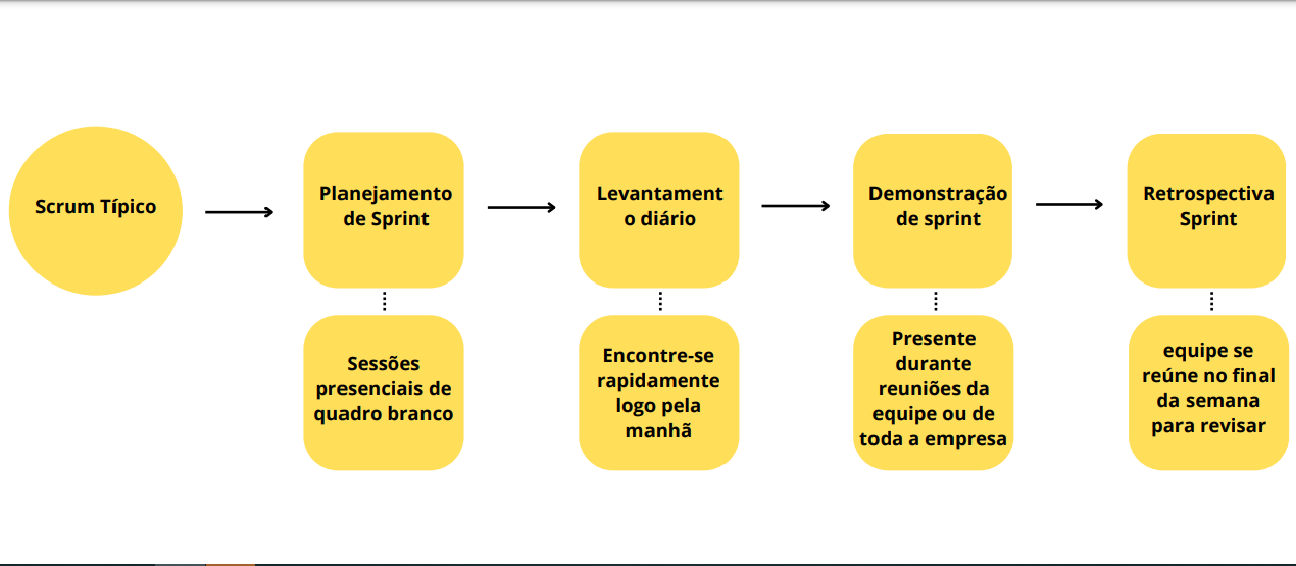 Scrum Típico
Planejamento
de Sprint
Levantament
o diário
Demonstração
de sprint
Retrospectiva
Sprint
Sessões
presenciais de
quadro branco
Encontre-se
rapidamente
logo pela
manhã
Presente
durante
reuniões da
equipe ou de
toda a empresa
equipe se
reúne no final
da semana
para revisar